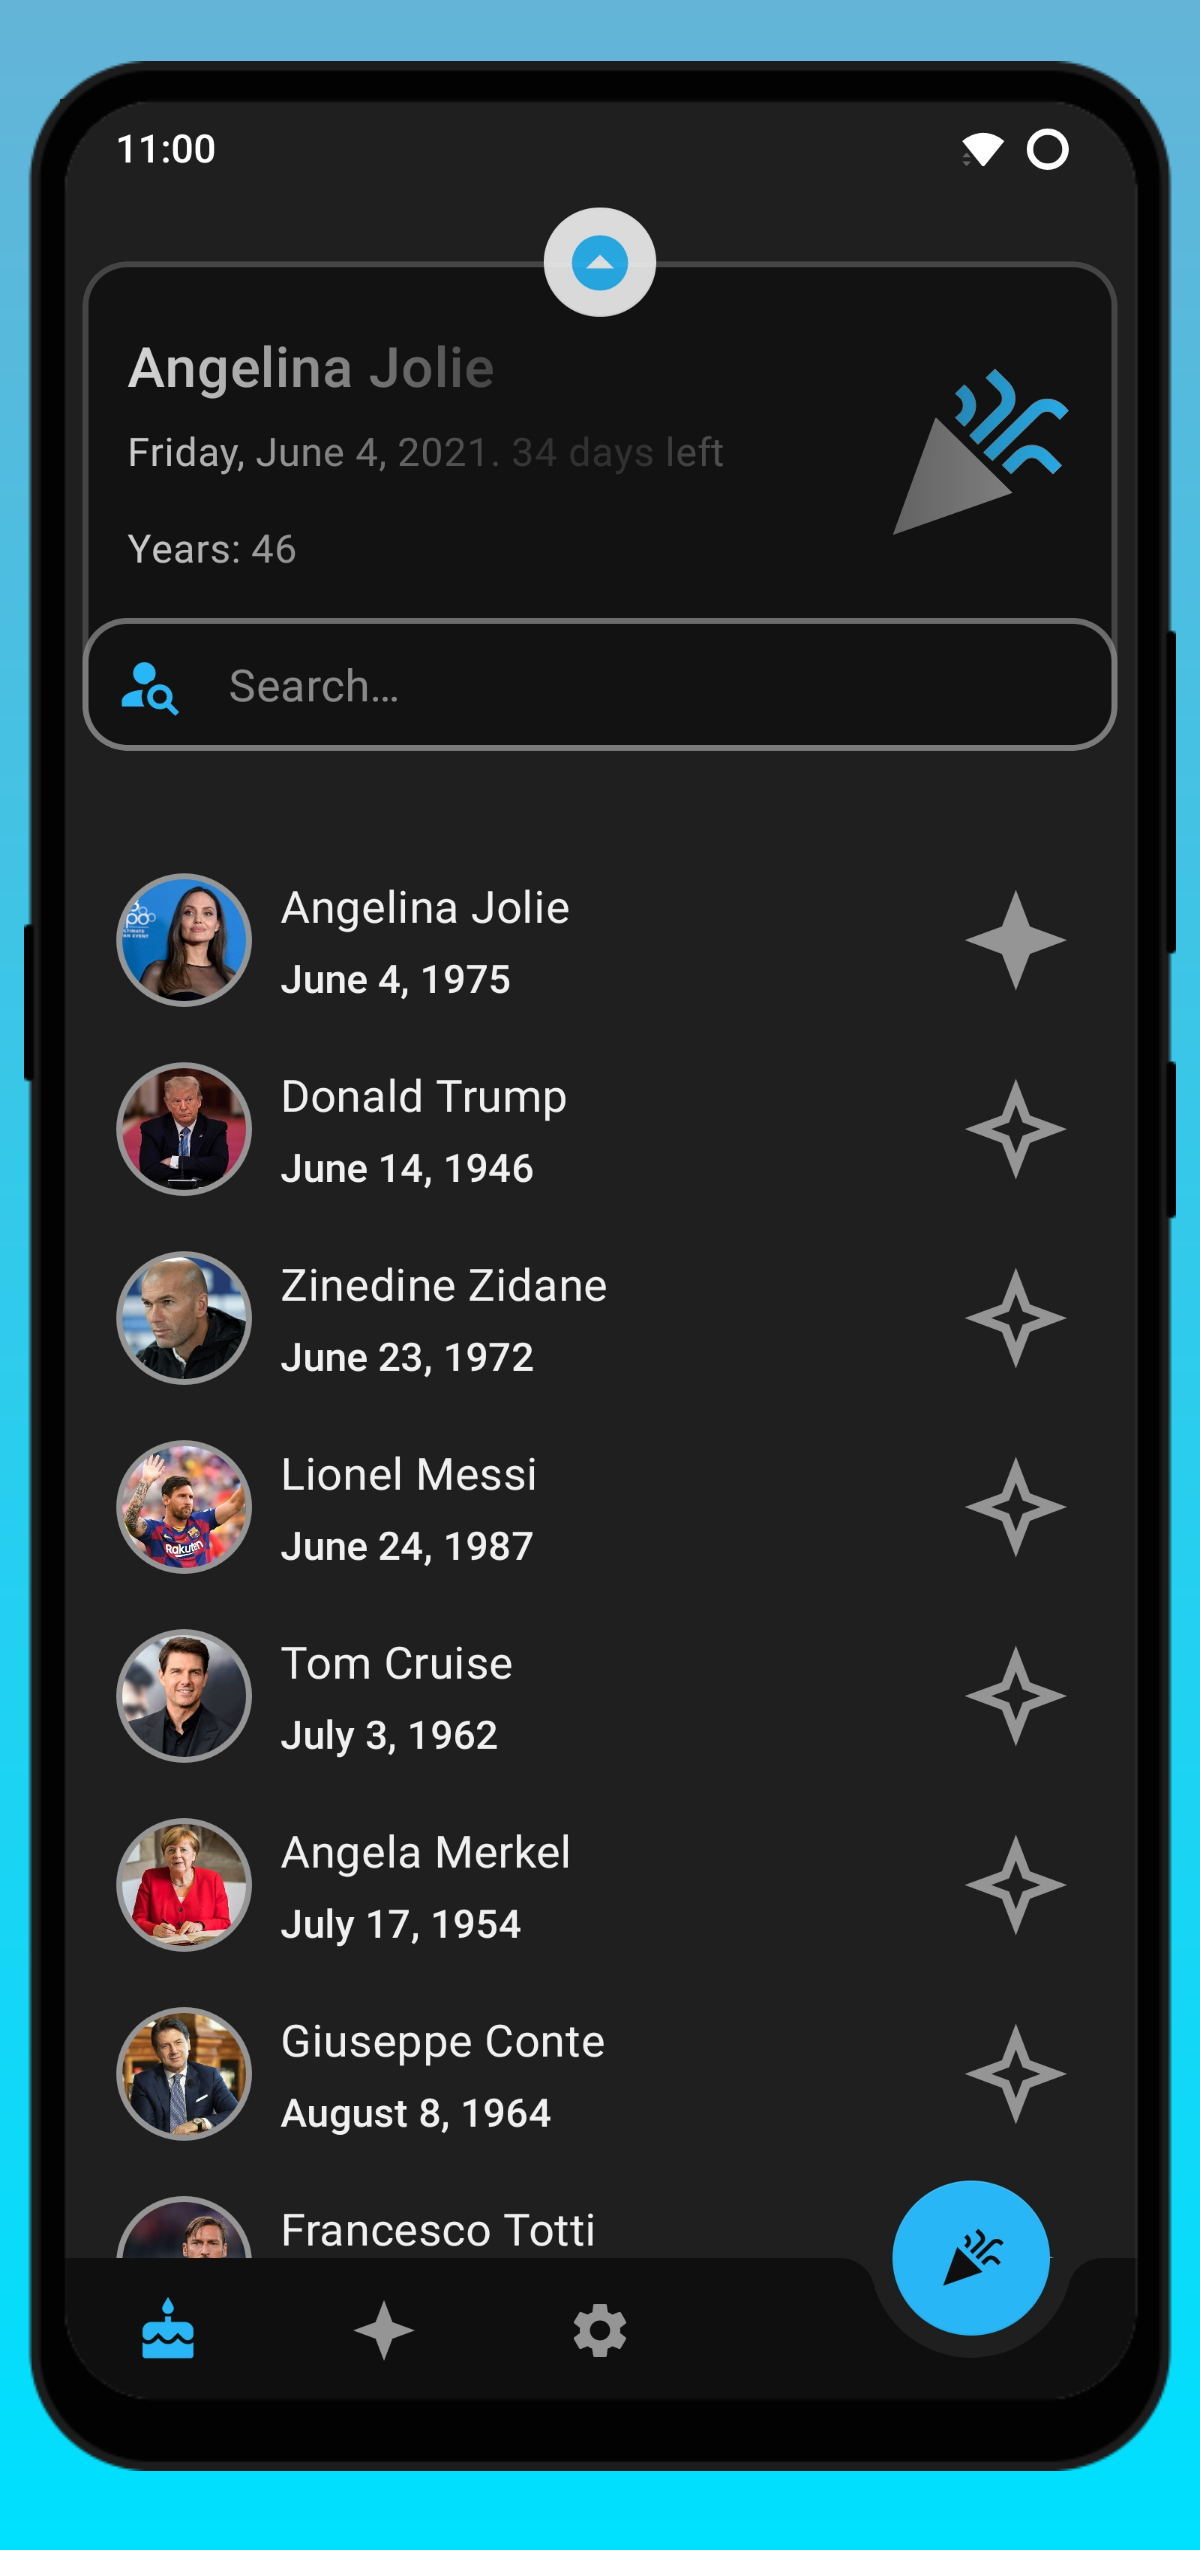 11:00
Angelina Jolie
Friday, June 4, 2021. 34 days left
Years: 46
Search...
Angelina Jolie
June 4, 1975
Donald Trump
June 14, 1946
Zinedine Zidane
June 23, 1972
Lionel Messi
June 24, 1987
Rakuten
Tom Cruise
July 3, 1962
Angela Merkel
July 17, 1954
Giuseppe Conte
August 8, 1964
Francesco Totti